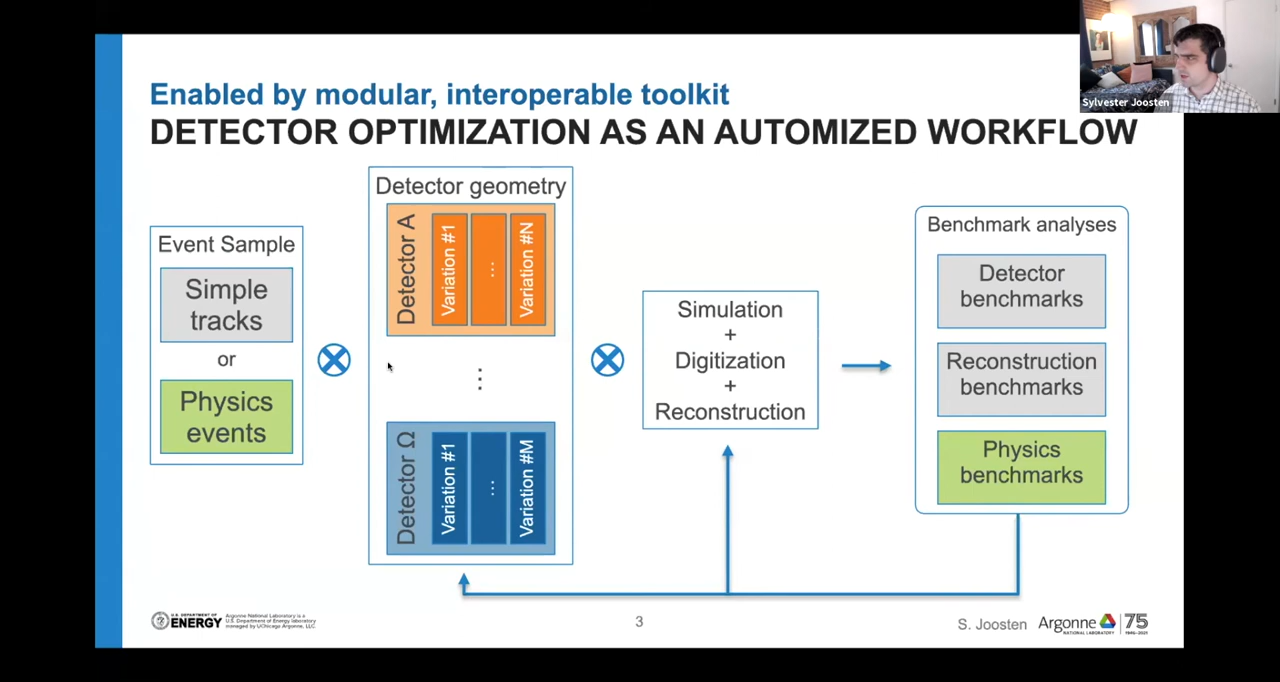 Sylvester Joosten
Enabled by modular, interoperable toolkit
DETECTOR OPTIMIZATION AS AN AUTOMIZED WORKFLOW
Event Sample
Simple
tracks
or
Physics
events
Detector geometry
Detector A
Variation #1
...
Variation #N
⋮
Detector Ω
Variation #1
...
Variation #M
Simulation
+
Digitization
+
Reconstruction
Benchmark analyses
Detector
benchmarks
Reconstruction
benchmarks
Physics
benchmarks
U.S. DEPARTMENT OF
ENERGY
Argonne National Laboratory is a
U.S. Department of Energy laboratory
managed by UChicago Argonne, LLC.
3
S. Joosten
Argonne
NATIONAL LABORATORY
75
1946-2021